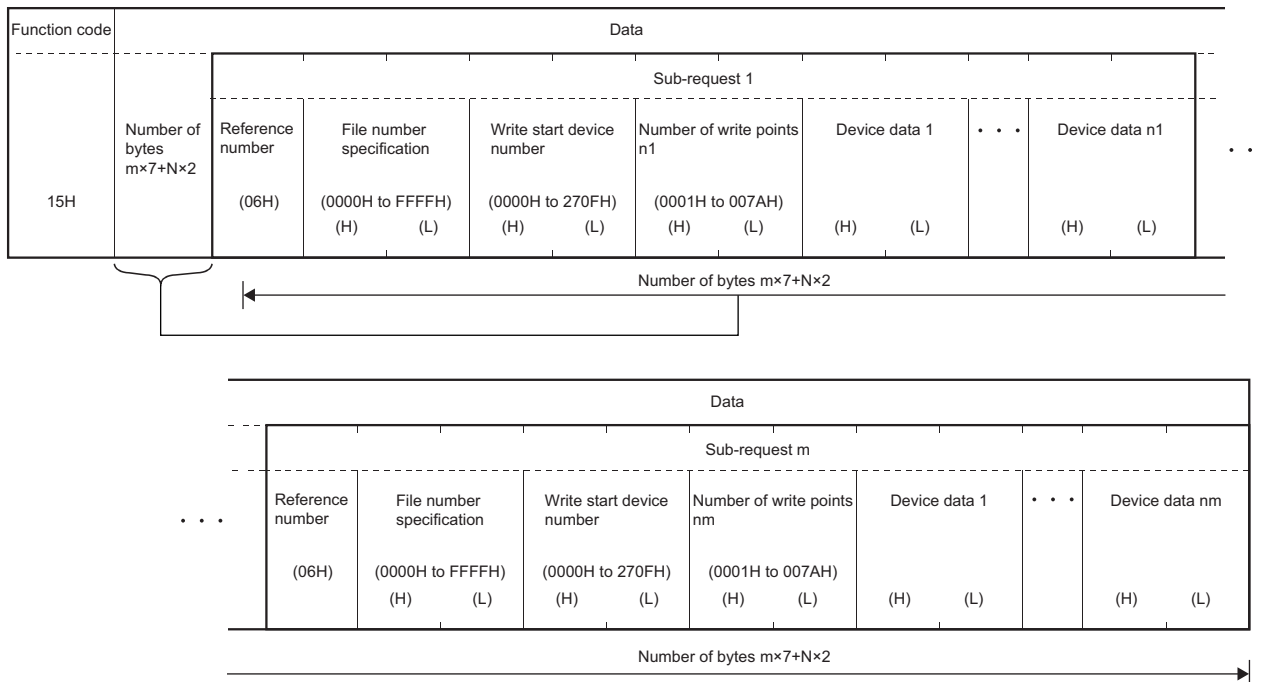 Function code
Data
Sub-request 1
Number of bytes m×7+N×2
Reference number
File number specification
Write start device number
Number of write points n1
Device data 1
• • •
Device data n1
• •
15H
(06H)
(0000H to FFFFH)
(0000H to 270FH)
(0001H to 007AH)
(H) (L) (H) (L) (H) (L) (H) (L) (H) (L)
Number of bytes m×7+N×2
Data
Sub-request m
• • •
Reference number
File number specification
Write start device number
Number of write points nm
Device data 1
• • •
Device data nm
(06H)
(0000H to FFFFH)
(0000H to 270FH)
(0001H to 007AH)
(H) (L) (H) (L) (H) (L) (H) (L) (H) (L)
Number of bytes m×7+N×2